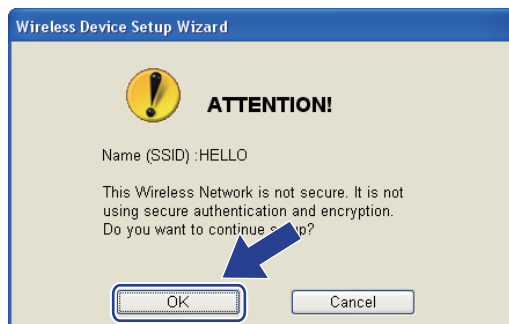 Wireless Device Setup Wizard
ATTENTION!
Name (SSID) :HELLO
This Wireless Network is not secure. It is not
using secure authentication and encryption.
Do you want to continue setup?
OK
Cancel